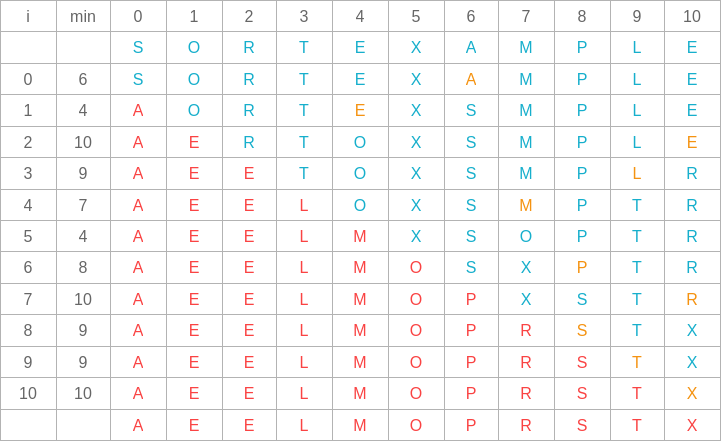 i min 0 1 2 3 4 5 6 7 8 9 10
S O R T E X A M P L E
0 6 S O R T E X A M P L E
1 4 A O R T E X S M P L E
2 10 A E R T O X S M P L E
3 9 A E E T O X S M P L R
4 7 A E E L O X S M P T R
5 4 A E E L M X S O P T R
6 8 A E E L M O S X P T R
7 10 A E E L M O P X S T R
8 9 A E E L M O P R S T X
9 9 A E E L M O P R S T X
10 10 A E E L M O P R S T X
A E E L M O P R S T X